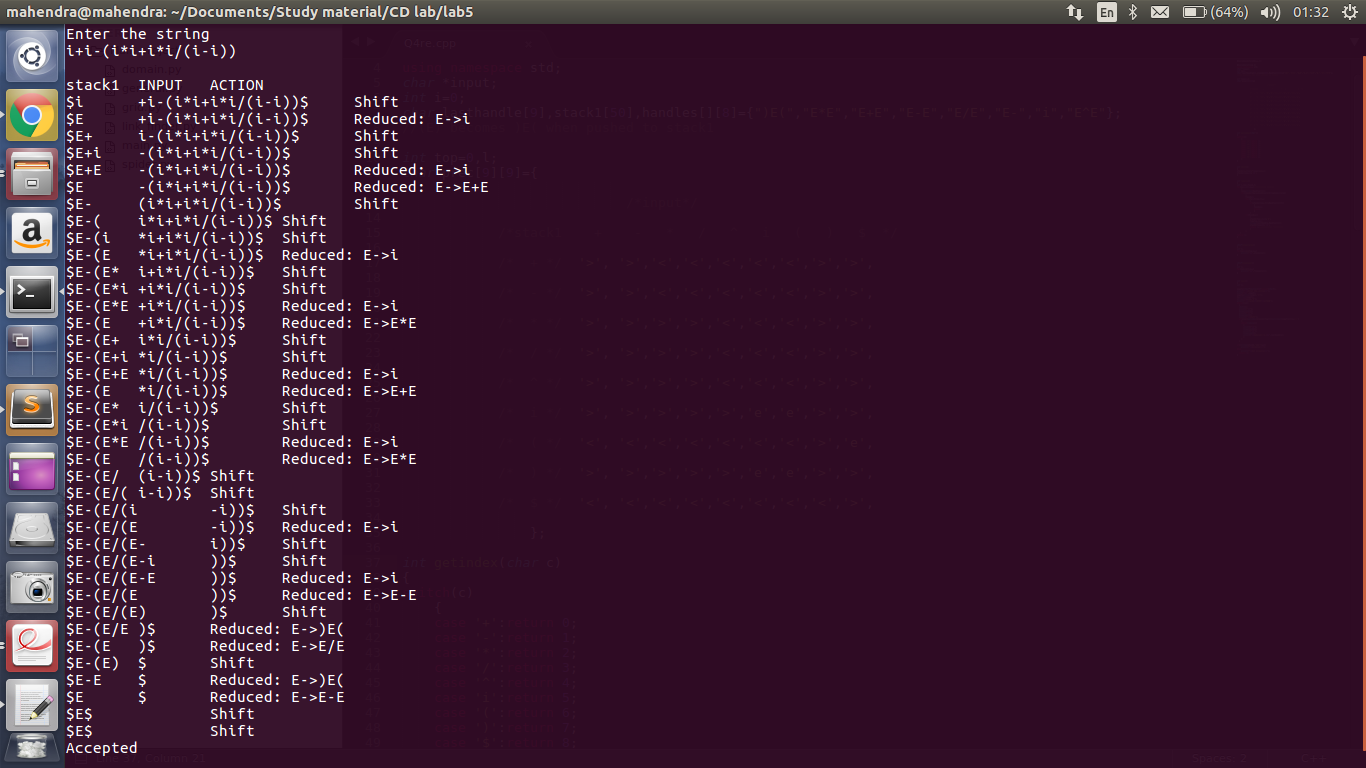 mahendra@mahendra: ~/Documents/Study material/CD lab/lab5
En
(64%)
01:32
Enter the string
i+i-(i*i+i*i/(i-i))
stack1  INPUT   ACTION
$i      +i-(i*i+i*i/(i-i))$     Shift
$E      +i-(i*i+i*i/(i-i))$     Reduced: E->i
$E+     i-(i*i+i*i/(i-i))$      Shift
$E+i    -(i*i+i*i/(i-i))$       Shift
$E+E    -(i*i+i*i/(i-i))$       Reduced: E->i
$E      -(i*i+i*i/(i-i))$       Reduced: E->E+E
$E-     (i*i+i*i/(i-i))$        Shift
$E-(    i*i+i*i/(i-i))$ Shift
$E-(i   *i+i*i/(i-i))$  Shift
$E-(E   *i+i*i/(i-i))$  Reduced: E->i
$E-(E*  i+i*i/(i-i))$   Shift
$E-(E*i +i*i/(i-i))$    Shift
$E-(E*E +i*i/(i-i))$    Reduced: E->i
$E-(E   +i*i/(i-i))$    Reduced: E->E*E
$E-(E+  i*i/(i-i))$     Shift
$E-(E+i *i/(i-i))$      Shift
$E-(E+E *i/(i-i))$      Reduced: E->i
$E-(E   *i/(i-i))$      Reduced: E->E+E
$E-(E*  i/(i-i))$       Shift
$E-(E*i /(i-i))$        Shift
$E-(E*E /(i-i))$        Reduced: E->i
$E-(E   /(i-i))$        Reduced: E->E*E
$E-(E/  (i-i))$ Shift
$E-(E/( i-i))$  Shift
$E-(E/(i        -i))$   Shift
$E-(E/(E        -i))$   Reduced: E->i
$E-(E/(E-       i))$    Shift
$E-(E/(E-i      ))$     Shift
$E-(E/(E-E      ))$     Reduced: E->i
$E-(E/(E        ))$     Reduced: E->E-E
$E-(E/(E)       )$      Shift
$E-(E/E )$      Reduced: E->)E(
$E-(E   )$      Reduced: E->E/E
$E-(E)  $       Shift
$E-E    $       Reduced: E->)E(
$E      $       Reduced: E->E-E
$E$             Shift
$E$             Shift
Accepted